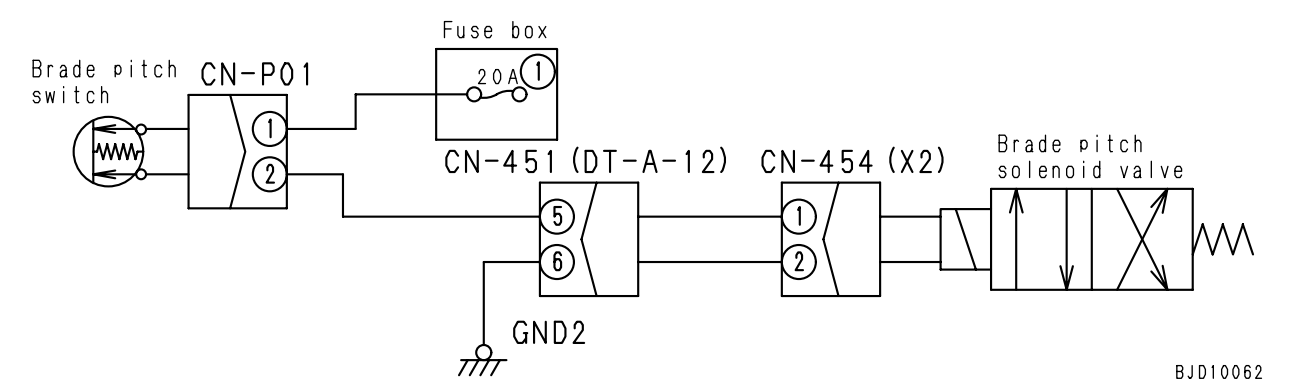 Fuse box
Brade pitch
switch
CN-P01
20A
1
1
2
CN-451(DT-A-12)
CN-454(X2)
Brade pitch
solenoid valve
5
6
1
2
GND2
BJD10062